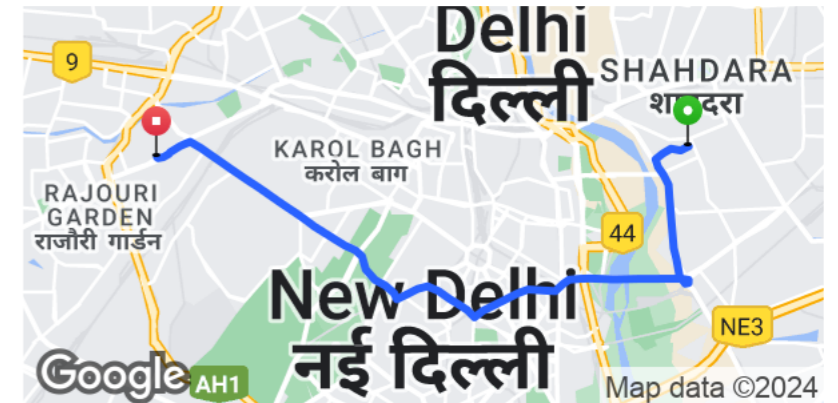 Delhi
दिल्ली
9
SHAHDARA
KAROL BAGH
करोल बाग
RAJOURI
GARDEN
राजौरी गार्डन
44
New Delhi
नई दिल्ली
NE3
Google
AH1
Map data ©2024